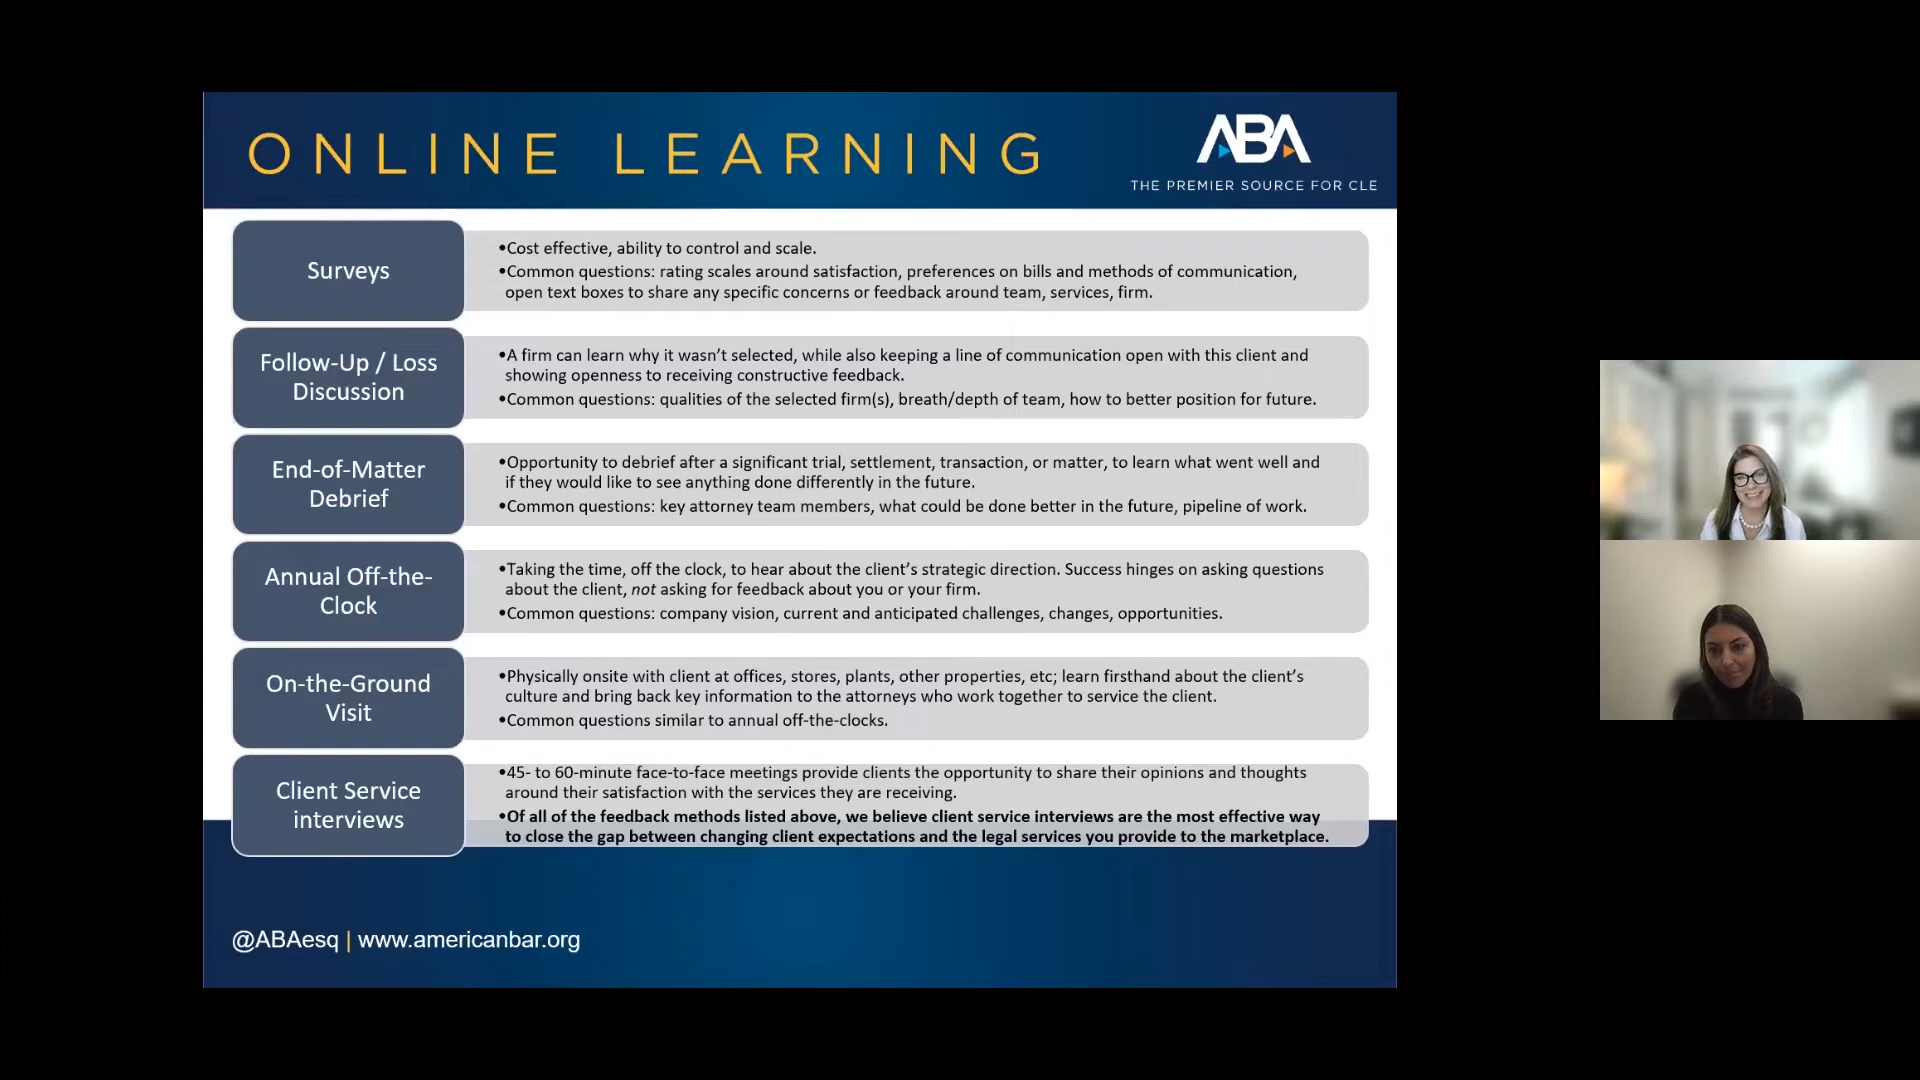 ONLINE LEARNING
ABA
THE PREMIER SOURCE FOR CLE
Surveys
•Cost effective, ability to control and scale.
•Common questions: rating scales around satisfaction, preferences on bills and methods of communication,
open text boxes to share any specific concerns or feedback around team, services, firm.
Follow-Up / Loss
Discussion
•A firm can learn why it wasn't selected, while also keeping a line of communication open with this client and
showing openness to receiving constructive feedback.
•Common questions: qualities of the selected firm(s), breath/depth of team, how to better position for future.
End-of-Matter
Debrief
•Opportunity to debrief after a significant trial, settlement, transaction, or matter, to learn what went well and
if they would like to see anything done differently in the future.
•Common questions: key attorney team members, what could be done better in the future, pipeline of work.
Annual Off-the-
Clock
•Taking the time, off the clock, to hear about the client's strategic direction. Success hinges on asking questions
about the client, not asking for feedback about you or your firm.
•Common questions: company vision, current and anticipated challenges, changes, opportunities.
On-the-Ground
Visit
•Physically onsite with client at offices, stores, plants, other properties, etc; learn firsthand about the client's
culture and bring back key information to the attorneys who work together to service the client.
•Common questions similar to annual off-the-clocks.
Client Service
interviews
•45- to 60-minute face-to-face meetings provide clients the opportunity to share their opinions and thoughts
around their satisfaction with the services they are receiving.
•Of all of the feedback methods listed above, we believe client service interviews are the most effective way
to close the gap between changing client expectations and the legal services you provide to the marketplace.
@ABAesq | www.americanbar.org